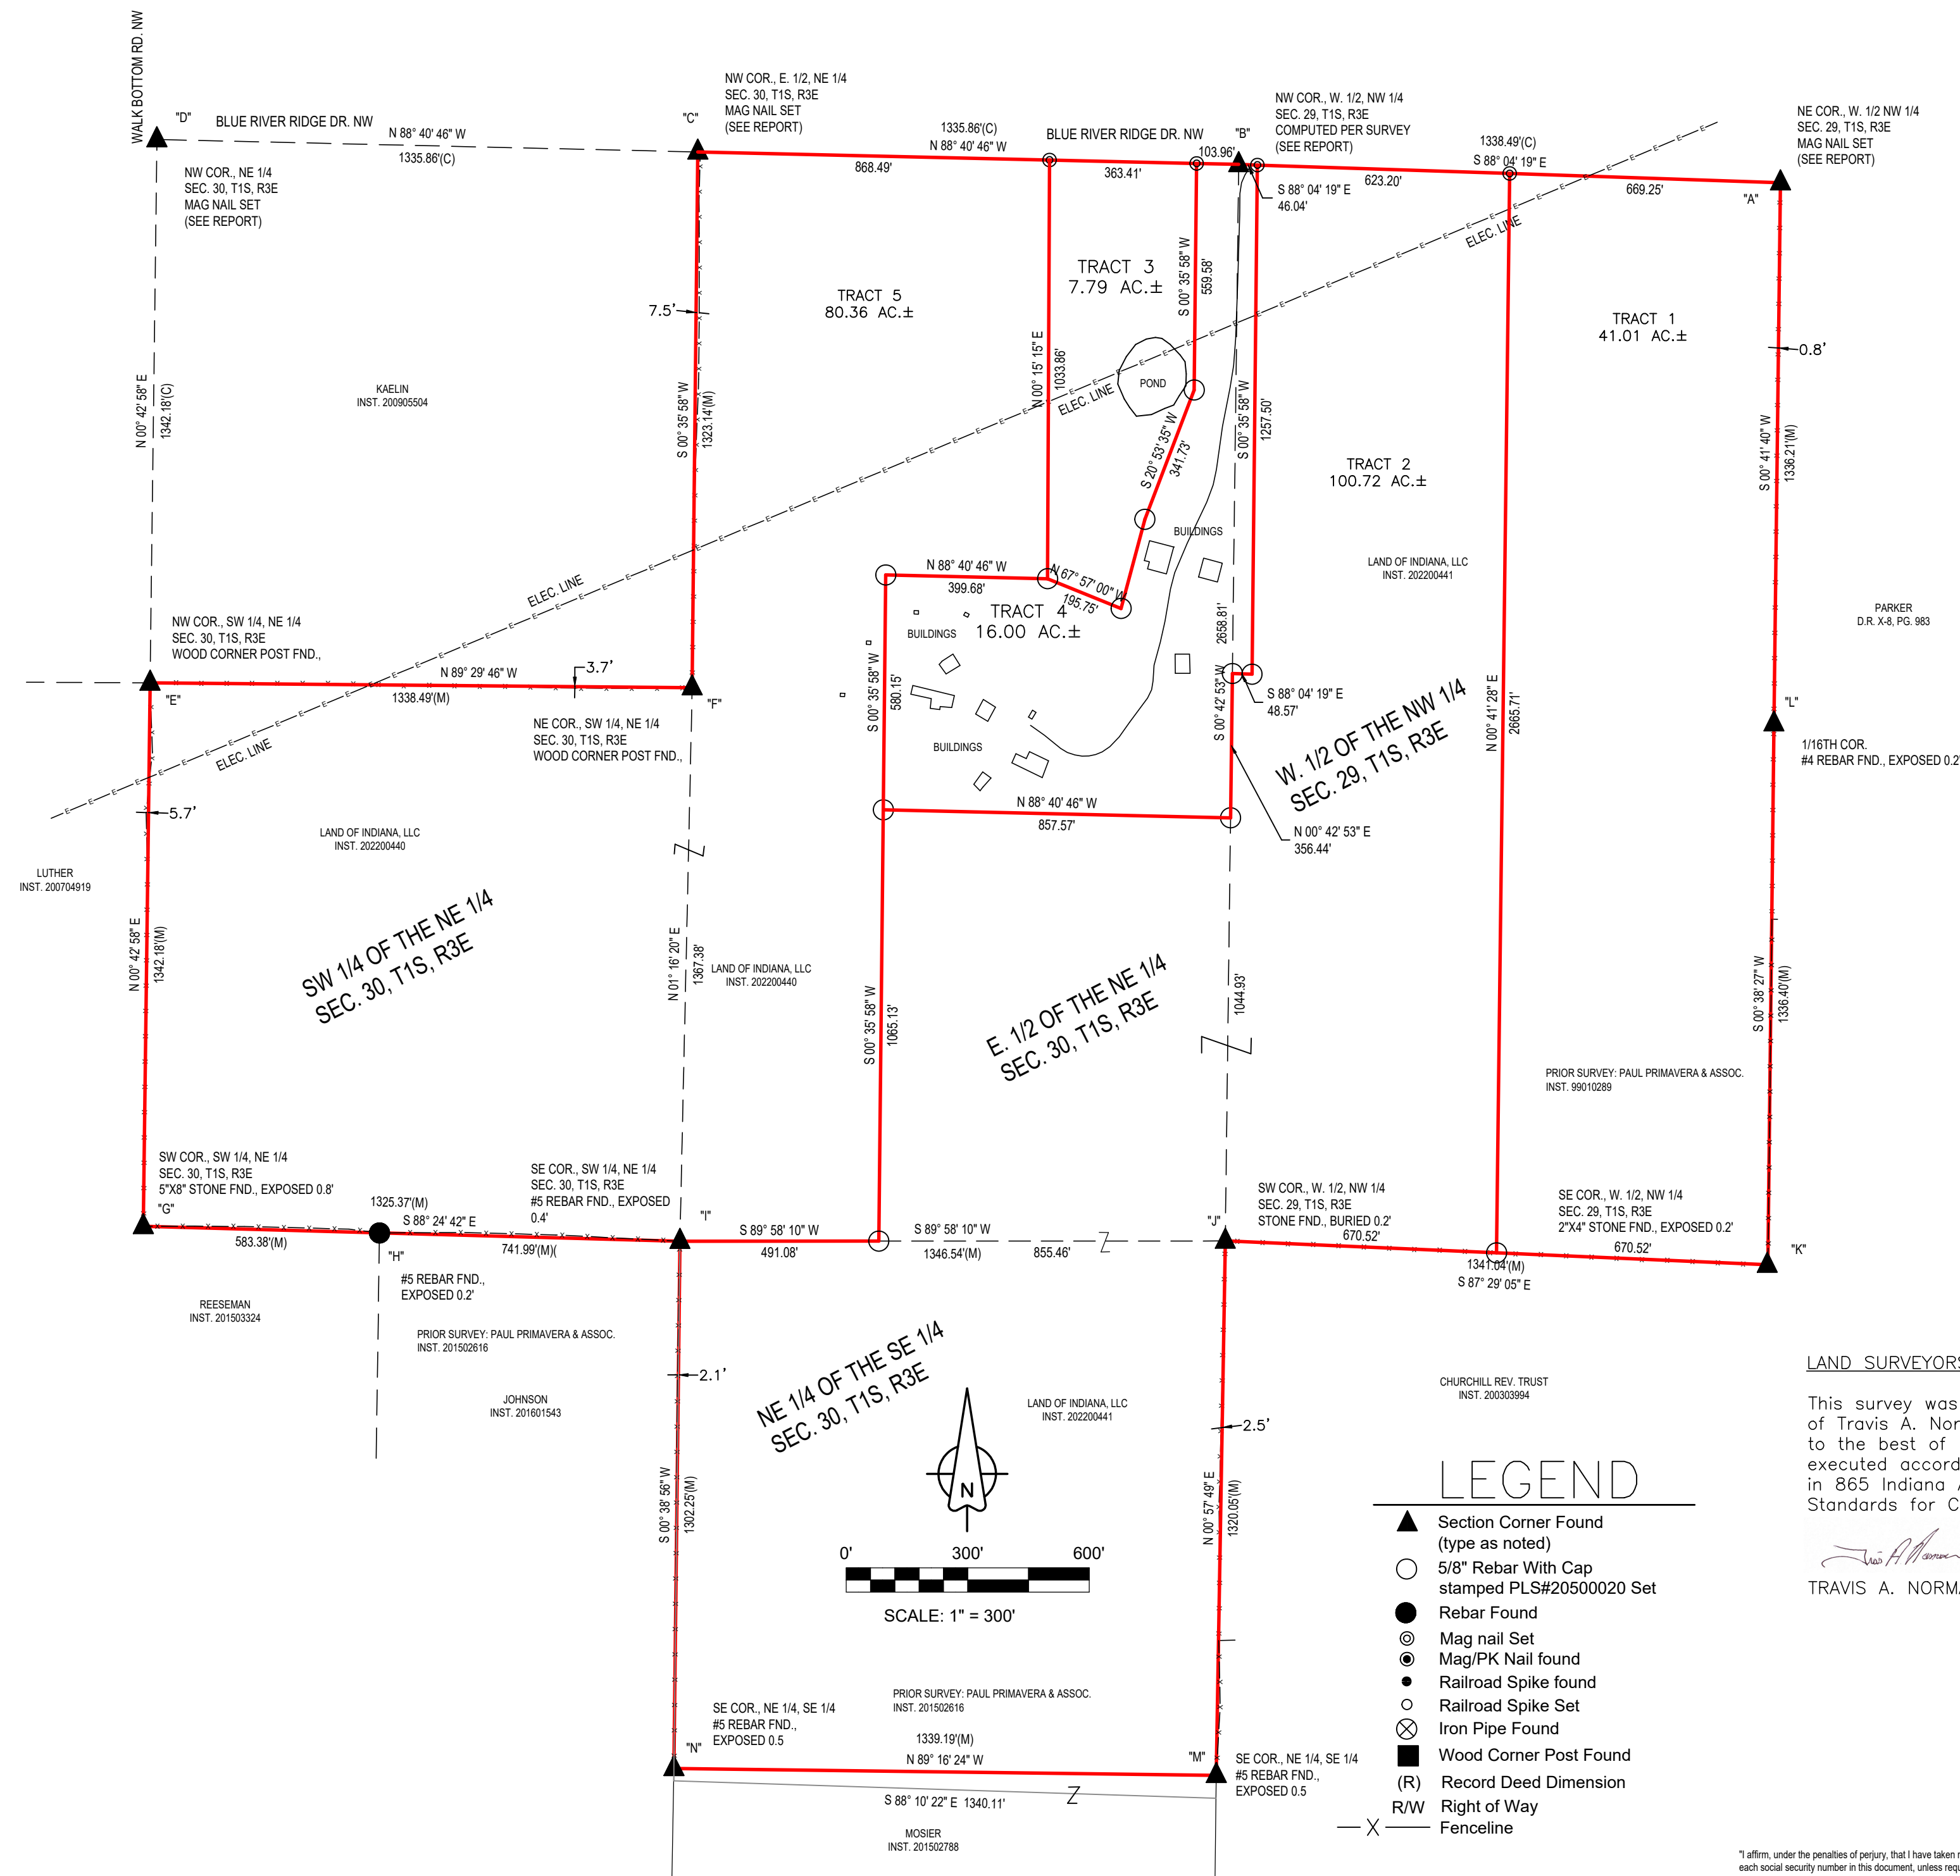 WALK BOTTOM RD. NW
"D"
BLUE RIVER RIDGE DR. NW
N 88° 40' 46" W
1335.86'(C)
"C"
NW COR., E. 1/2, NE 1/4
SEC. 30, T1S, R3E
MAG NAIL SET
(SEE REPORT)
1335.86'(C)
N 88° 40' 46" W
868.49'
BLUE RIVER RIDGE DR. NW
363.41'
103.96'
"B"
NW COR., W. 1/2, NW 1/4
SEC. 29, T1S, R3E
COMPUTED PER SURVEY
(SEE REPORT)
1338.49'(C)
S 88° 04' 19" E
623.20'
669.25'
S 88° 04' 19" E
46.04'
NE COR., W. 1/2 NW 1/4
SEC. 29, T1S, R3E
MAG NAIL SET
(SEE REPORT)
"A"
NW COR., NE 1/4
SEC. 30, T1S, R3E
MAG NAIL SET
(SEE REPORT)
ELEC. LINE
TRACT 3
7.79 AC.±
TRACT 5
80.36 AC.±
7.5'
S 00° 35' 58" W
559.58'
TRACT 1
41.01 AC.±
0.8'
N 00° 42' 58" E
1342.18'(C)
KAELIN
INST. 200905504
S 00° 35' 58" W
1323.14'(M)
N 00° 15' 15" E
1033.86'
ELEC. LINE
POND
S 20° 53' 35" W
341.73'
S 00° 35' 58" W
1257.50'
TRACT 2
100.72 AC.±
S 00° 41' 40" W
1336.21'(M)
BUILDINGS
LAND OF INDIANA, LLC
INST. 202200441
N 88° 40' 46" W
399.68'
N 67° 57' 00" W
195.75'
TRACT 4
16.00 AC.±
BUILDINGS
2658.81'
PARKER
D.R. X-8, PG. 983
ELEC. LINE
NW COR., SW 1/4, NE 1/4
SEC. 30, T1S, R3E
WOOD CORNER POST FND.,
N 89° 29' 46" W
1338.49'(M)
3.7'
"E"
"F"
NE COR., SW 1/4, NE 1/4
SEC. 30, T1S, R3E
WOOD CORNER POST FND.,
ELEC. LINE
S 00° 35' 58" W
580.15'
BUILDINGS
S 00° 42' 53" W
S 88° 04' 19" E
48.57'
W. 1/2 OF THE NW 1/4
SEC. 29, T1S, R3E
N 00° 41' 28" E
2665.71'
"L"
1/16TH COR.
#4 REBAR FND., EXPOSED 0.2'
5.7'
N 88° 40' 46" W
857.57'
N 00° 42' 53" E
356.44'
LAND OF INDIANA, LLC
INST. 202200440
LUTHER
INST. 200704919
N 00° 42' 58" E
1342.18'(M)
SW 1/4 OF THE NE 1/4
SEC. 30, T1S, R3E
N 01° 16' 20" E
1367.38'
LAND OF INDIANA, LLC
INST. 202200440
S 00° 35' 58" W
1065.13'
E. 1/2 OF THE NE 1/4
SEC. 30, T1S, R3E
1044.93'
S 00° 38' 27" W
1336.40'(M)
PRIOR SURVEY: PAUL PRIMAVERA & ASSOC.
INST. 99010289
SW COR., SW 1/4, NE 1/4
SEC. 30, T1S, R3E
5"X8" STONE FND., EXPOSED 0.8'
"G"
1325.37'(M)
S 88° 24' 42" E
583.38'(M)
741.99'(M)(
"H"
#5 REBAR FND.,
EXPOSED 0.2'
SE COR., SW 1/4, NE 1/4
SEC. 30, T1S, R3E
#5 REBAR FND., EXPOSED
0.4'
"I"
S 89° 58' 10" W
491.08'
S 89° 58' 10" W
1346.54'(M)
855.46'
"J"
SW COR., W. 1/2, NW 1/4
SEC. 29, T1S, R3E
STONE FND., BURIED 0.2'
670.52'
1341.04'(M)
S 87° 29' 05" E
SE COR., W. 1/2, NW 1/4
SEC. 29, T1S, R3E
2"X4" STONE FND., EXPOSED 0.2'
670.52'
"K"
REESEMAN
INST. 201503324
PRIOR SURVEY: PAUL PRIMAVERA & ASSOC.
INST. 201502616
JOHNSON
INST. 201601543
2.1'
NE 1/4 OF THE SE 1/4
SEC. 30, T1S, R3E
LAND OF INDIANA, LLC
INST. 202200441
2.5'
CHURCHILL REV. TRUST
INST. 200303994
S 00° 38' 56" W
1302.25'(M)
N
N 00° 57' 49" E
1320.05'(M)
0' 300' 600'
SCALE: 1" = 300'
PRIOR SURVEY: PAUL PRIMAVERA & ASSOC.
INST. 201502616
SE COR., NE 1/4, SE 1/4
#5 REBAR FND.,
EXPOSED 0.5
"N"
1339.19'(M)
N 89° 16' 24" W
"M"
SE COR., NE 1/4, SE 1/4
#5 REBAR FND.,
EXPOSED 0.5
S 88° 10' 22" E 1340.11'
MOSIER
INST. 201502788
LEGEND
Section Corner Found
(type as noted)
5/8" Rebar With Cap
stamped PLS#20500020 Set
Rebar Found
Mag nail Set
Mag/PK Nail found
Railroad Spike found
Railroad Spike Set
Iron Pipe Found
Wood Corner Post Found
(R) Record Deed Dimension
R/W Right of Way
X Fenceline
LAND SURVEYORS
This survey was
of Travis A. Nor
to the best of
executed accord
in 865 Indiana A
Standards for C
TRAVIS A. NORMA
"I affirm, under the penalties of perjury, that I have taken r
each social security number in this document, unless requ